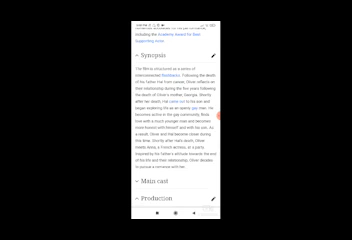 including the Academy Award for Best
Supporting Actor.
Synopsis
The film is structured as a series of
interconnected flashbacks. Following the death
of his father Hal from cancer, Oliver reflects on
their relationship during the five years following
the death of Oliver's mother, Georgia. Shortly
after her death, Hal came out to his son and
began exploring life as an openly gay man. He
becomes active in the gay community, finds
love with a much younger man and becomes
more honest with himself and with his son. As
a result, Oliver and Hal become closer during
this time. Shortly after Hal's death, Oliver
meets Anna, a French actress, at a party.
Inspired by his father's attitude towards the end
of his life and their relationship, Oliver decides
to pursue a romance with her.
Main cast
Production